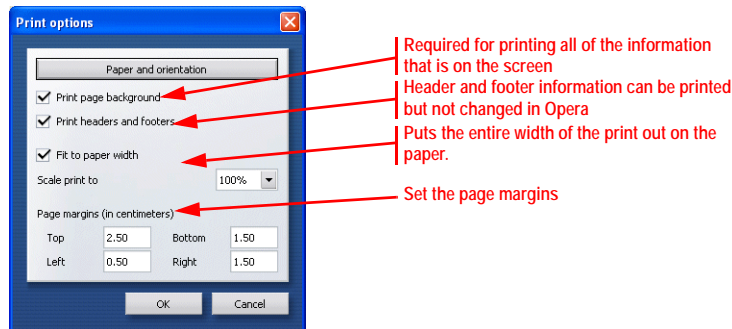 Print options
Paper and orientation
Print page background
Print headers and footers
Fit to paper width
Scale print to 100%
Page margins (in centimeters)
Top 2.50 Bottom 1.50
Left 0.50 Right 1.50
OK Cancel
Required for printing all of the information
that is on the screen
Header and footer information can be printed
but not changed in Opera
Puts the entire width of the print out on the
paper.
Set the page margins